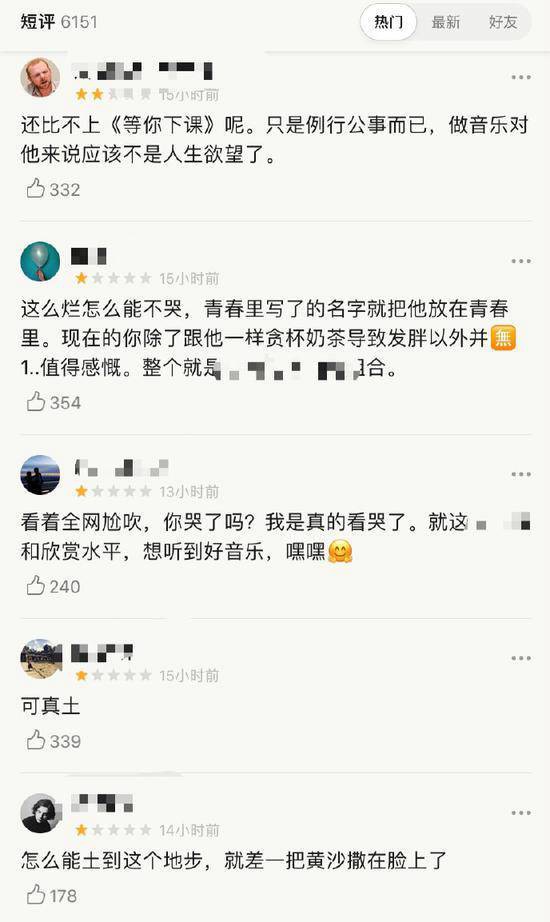 短评 6151
热门
最新
好友
15小时前
还比不上《等你下课》呢。只是例行公事而已，做音乐对
他来说应该不是人生欲望了。
332
15小时前
这么烂怎么能不哭，青春里写了的名字就把他放在青春
里。现在的你除了跟他一样贪杯奶茶导致发胖以外并🈚
1..值得感慨。整个就是 合。
354
13小时前
看着全网尬吹，你哭了吗？我是真的看哭了。就这
和欣赏水平，想听到好音乐，嘿嘿🤗
240
15小时前
可真土
339
14小时前
怎么能土到这个地步，就差一把黄沙撒在脸上了
178